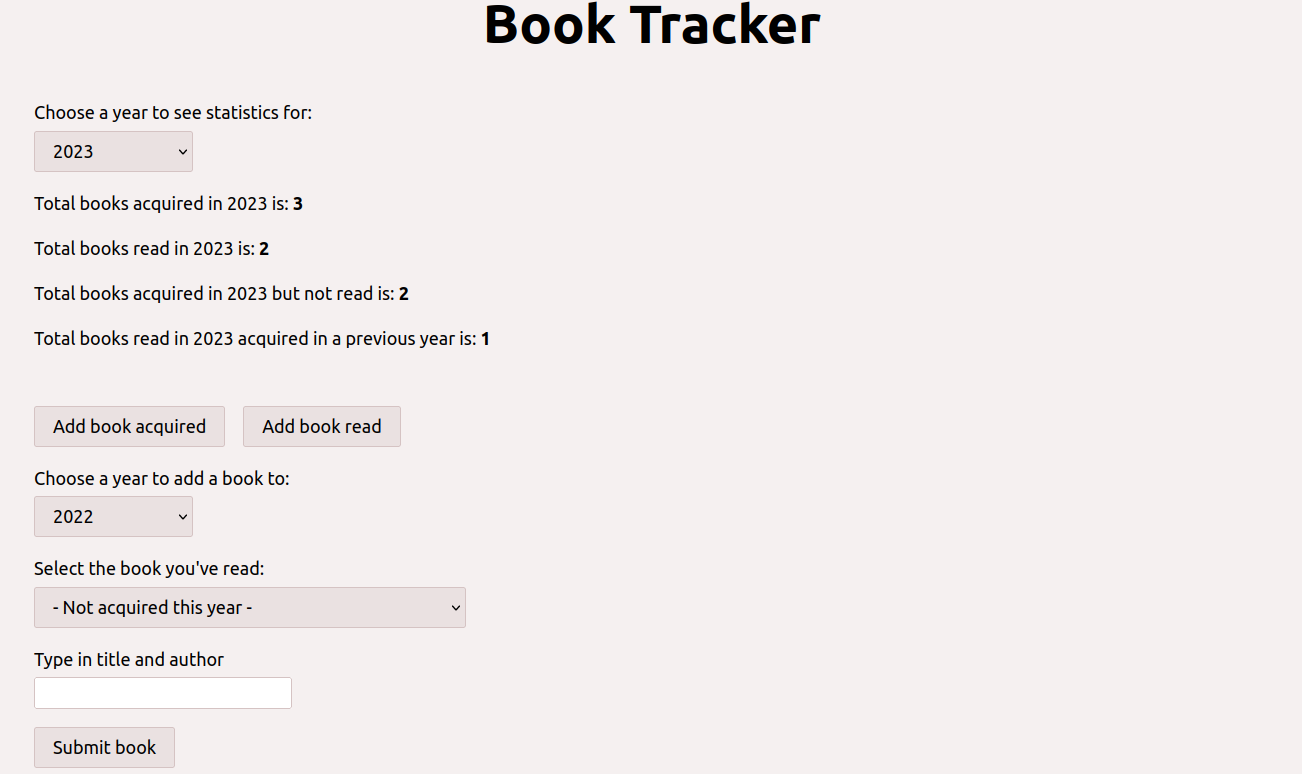 Book Tracker
Choose a year to see statistics for:
2023
Total books acquired in 2023 is: 3
Total books read in 2023 is: 2
Total books acquired in 2023 but not read is: 2
Total books read in 2023 acquired in a previous year is: 1
Add book acquired Add book read
Choose a year to add a book to:
2022
Select the book you've read:
- Not acquired this year -
Type in title and author
Submit book